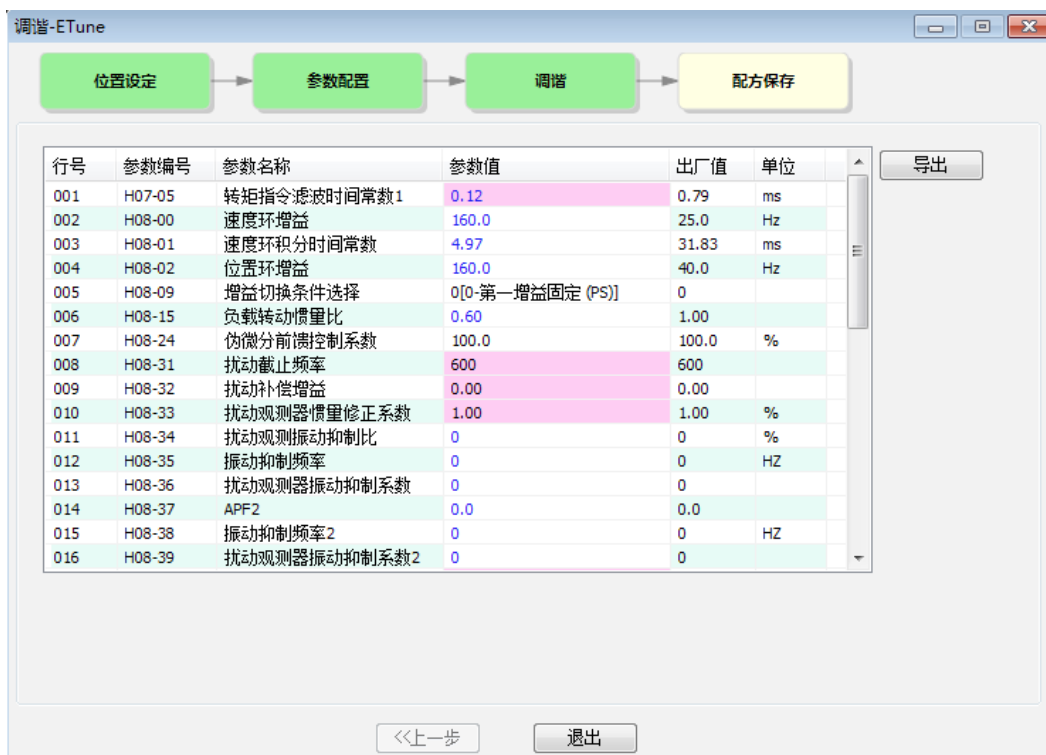 调谐-ETune
位置设定 参数配置 调谐 配方保存
行号 参数编号 参数名称 参数值 出厂值 单位 导出
001 H07-05 转矩指令滤波时间常数1 0.12 0.79 ms
002 H08-00 速度环增益 160.0 25.0 Hz
003 H08-01 速度环积分时间常数 4.97 31.83 ms
004 H08-02 位置环增益 160.0 40.0 Hz
005 H08-09 增益切换条件选择 0[0-第一增益固定(PS)] 0
006 H08-15 负载转动惯量比 0.60 1.00
007 H08-24 伪微分前馈控制系数 100.0 100.0 %
008 H08-31 扰动截止频率 600 600
009 H08-32 扰动补偿增益 0.00 0.00
010 H08-33 扰动观测器惯量修正系数 1.00 1.00 %
011 H08-34 扰动观测振动抑制比 0 0 %
012 H08-35 振动抑制频率 0 0 HZ
013 H08-36 扰动观测器振动抑制系数 0 0
014 H08-37 APF2 0.0 0.0
015 H08-38 振动抑制频率2 0 0 HZ
016 H08-39 扰动观测器振动抑制系数2 0 0
<<上一步 退出